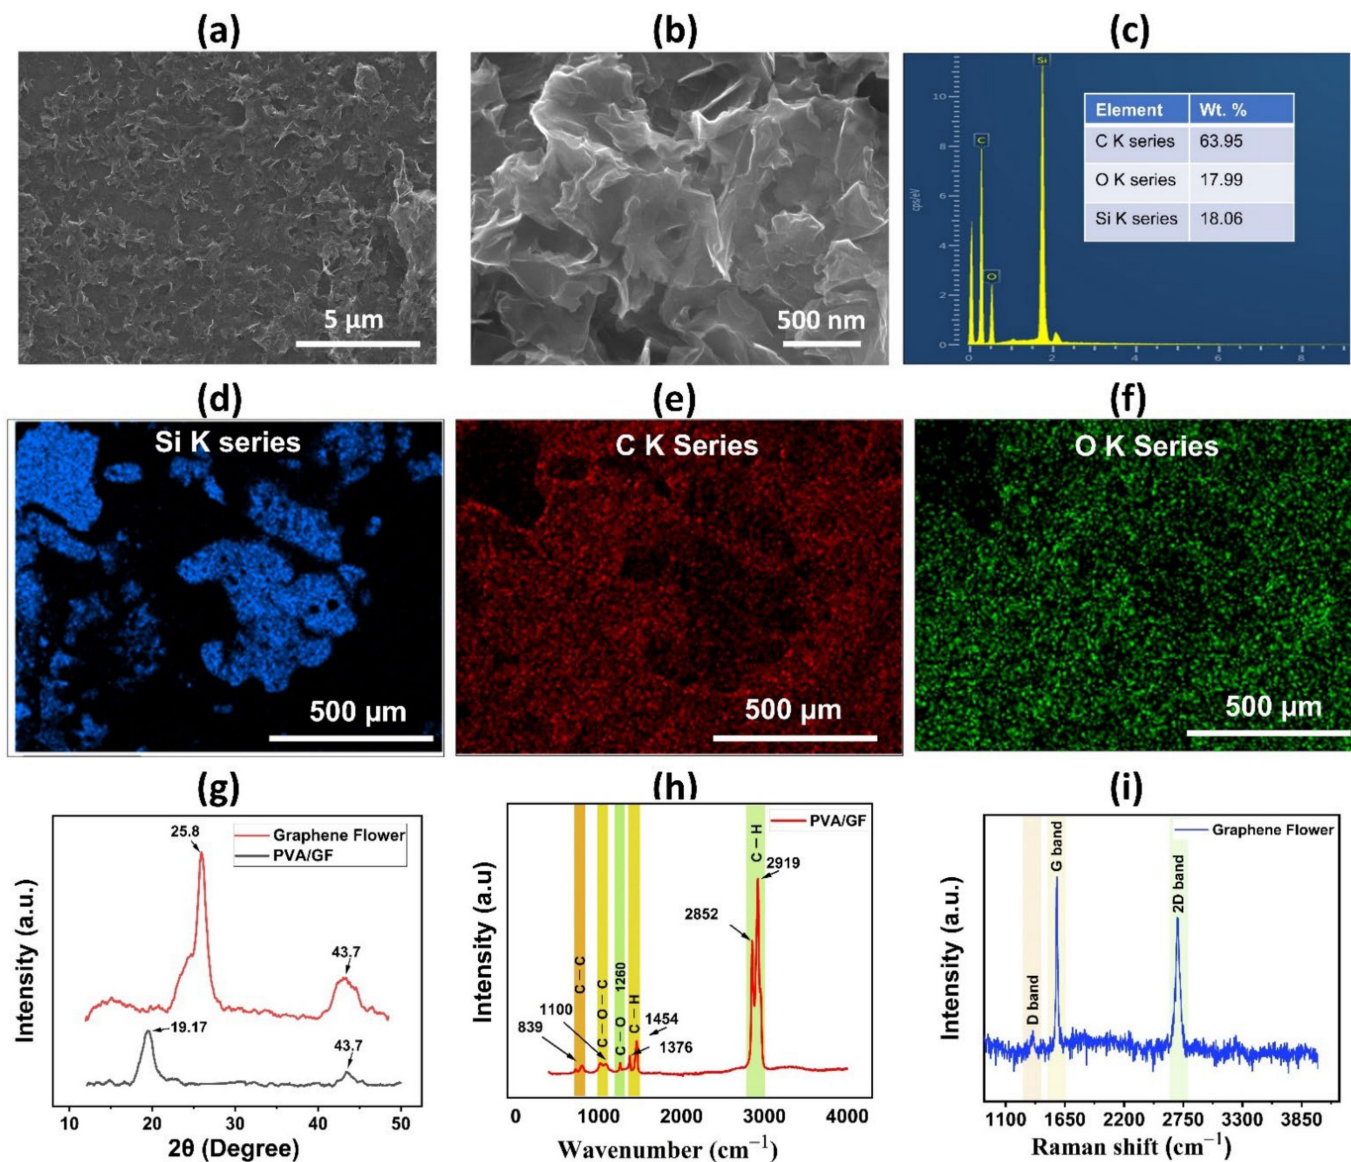 (a)
(b)
(c)
5 µm
500 nm
Si
C
O
cps/eV
10
8
6
4
2
0
0
2
4
6
8
Element Wt. %
C K series 63.95
O K series 17.99
Si K series 18.06
(d)
(e)
(f)
Si K series
C K Series
O K Series
500 µm
500 µm
500 µm
(g)
(h)
(i)
25.8
Graphene Flower
PVA/GF
43.7
19.17
43.7
Intensity (a.u.)
10 20 30 40 50
2θ (Degree)
PVA/GF
C – H
2919
2852
C – C
C – O – C
C – O 1260
C – H
1100
839
1454
1376
Intensity (a.u)
0 1000 2000 3000 4000
Wavenumber (cm⁻¹)
Graphene Flower
D band
G band
2D band
Intensity (a.u.)
1100 1650 2200 2750 3300 3850
Raman shift (cm⁻¹)